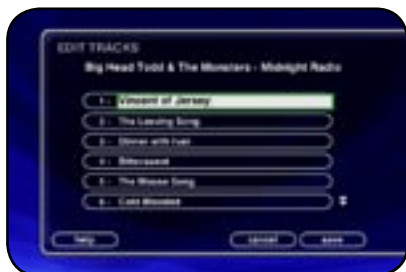 EDIT TRACKS
Big Head Todd & The Monsters - Midnight Radio
1 - Vincent of Jersey
2 - The Leaving Song
3 - Dinner with Ivan
4 - Bittersweet
5 - The Moose Song
6 - Cold Blooded
help
cancel save